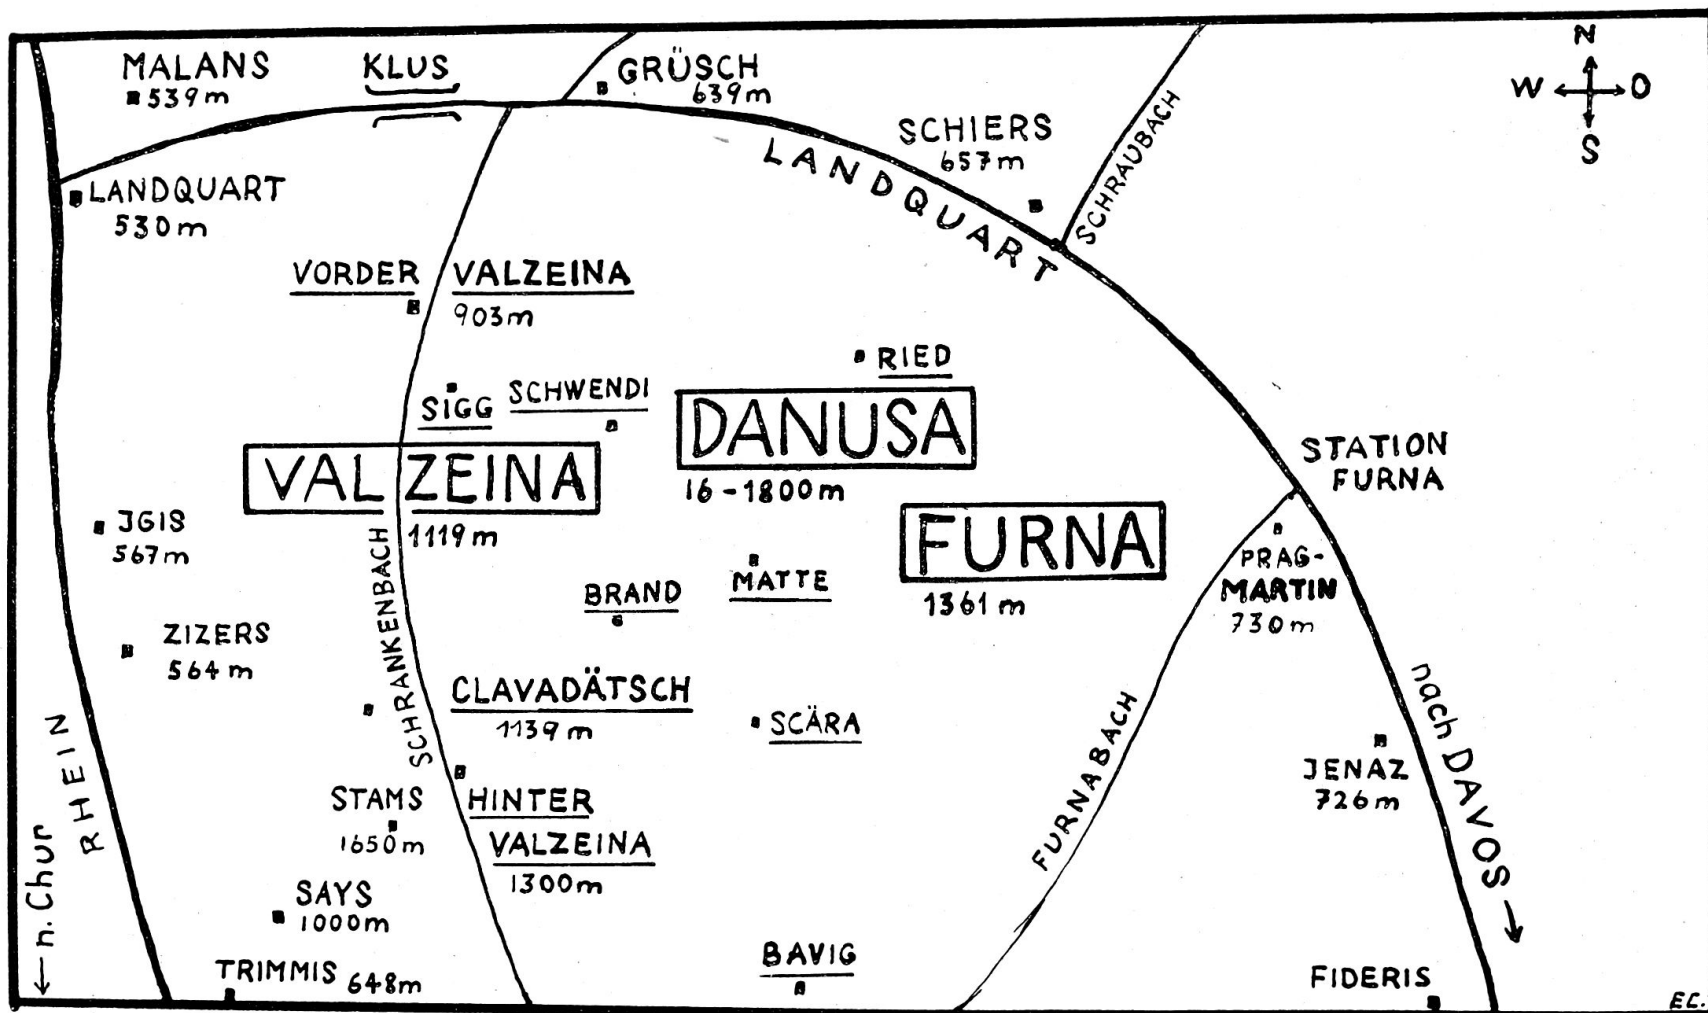 MALANS
539m
KLUS
GRÜSCH
639m
N
W O
S
SCHIERS
657m
SCHRAUBACH
LANDQUART
LANDQUART
530m
VORDER VALZEINA
903m
RIED
SIGG
SCHWENDI
DANUSA
16-1800m
VALZEINA
1119m
STATION
FURNA
FURNA
1361m
JGIS
567m
MATTE
BRAND
PRAG-
MARTIN
730m
SCHRANKENBACH
ZIZERS
564m
CLAVADÄTSCH
1139m
SCÄRA
FURNABACH
nach DAVOS
JENAZ
726m
RHEIN
n. Chur
STAMS
1650m
HINTER
VALZEINA
1300m
SAYS
1000m
TRIMMIS 648m
BAVIG
FIDERIS
EC.